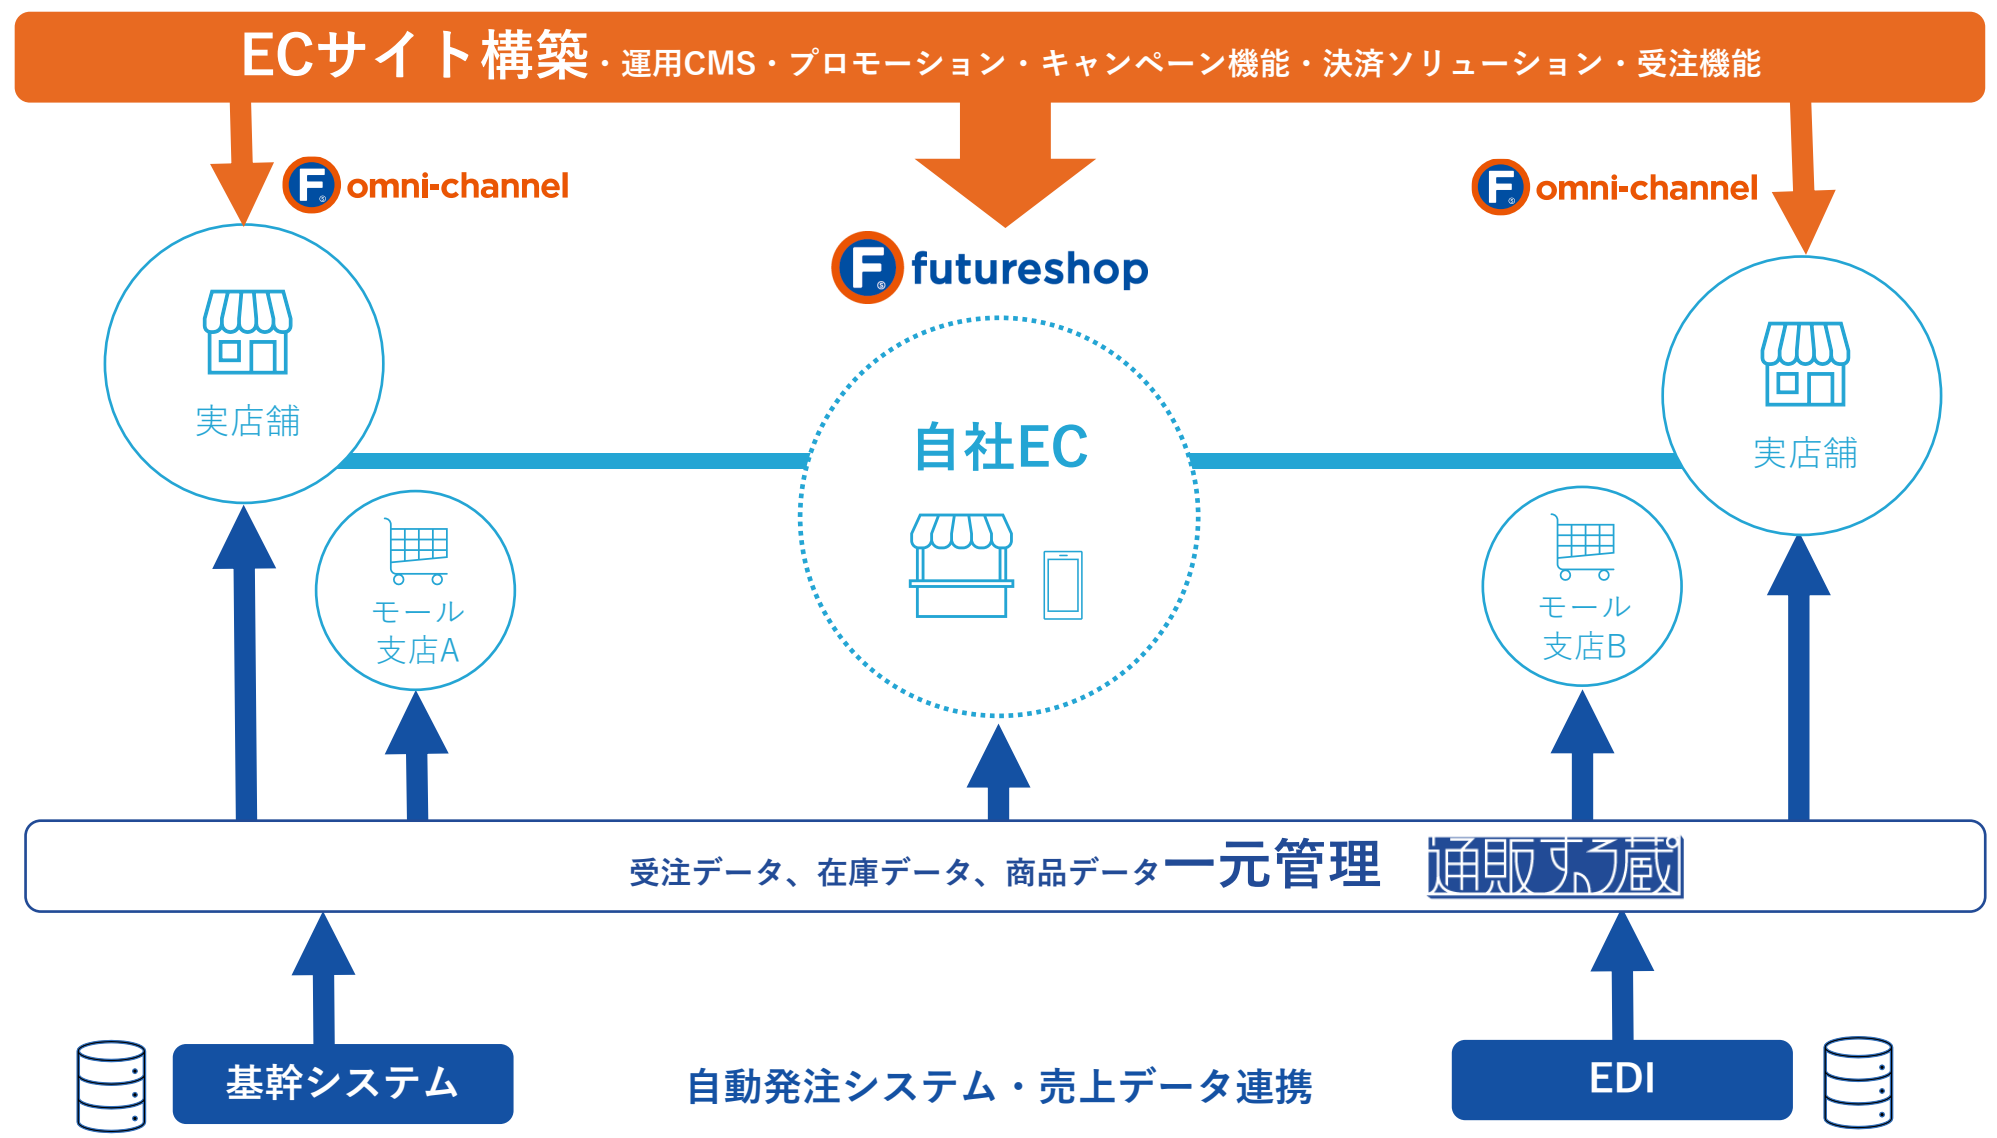 ECサイト構築・運用CMS・プロモーション・キャンペーン機能・決済ソリューション・受注機能
F omni-channel
F omni-channel
F futureshop
実店舗
自社EC
実店舗
モール
支店A
モール
支店B
受注データ、在庫データ、商品データ一元管理 通販する蔵
基幹システム
自動発注システム・売上データ連携
EDI